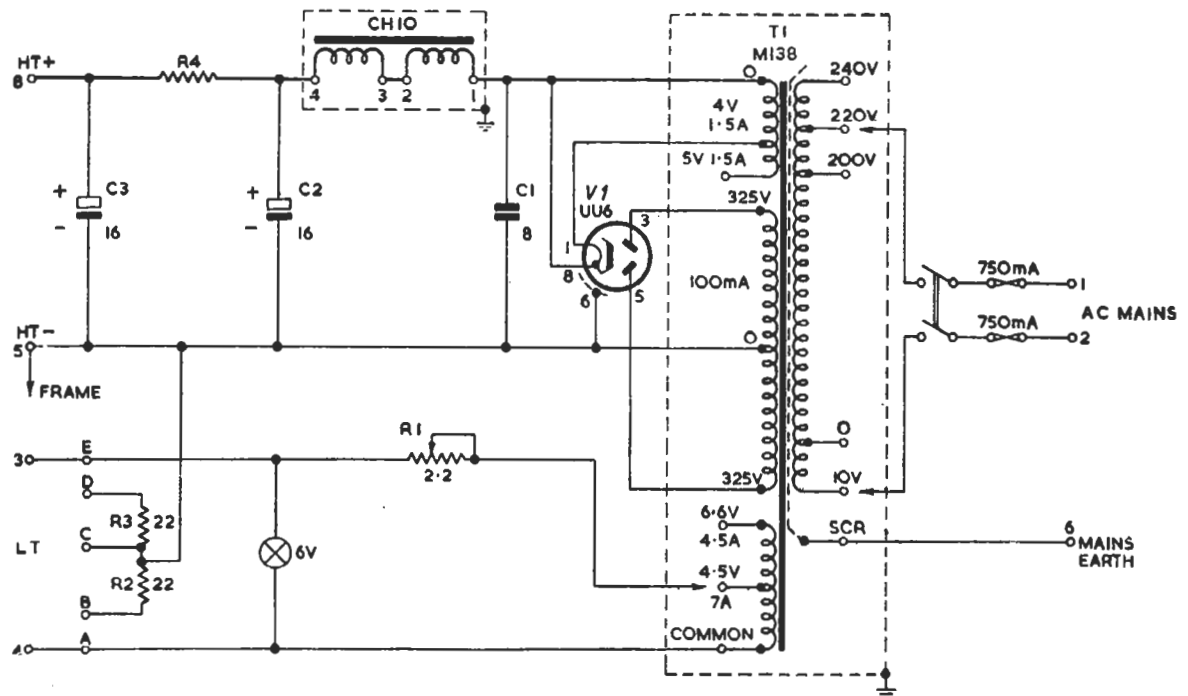 CH10
T1
M138
HT+
8
R4
4
3
2
1
O
240V
4V
1·5A
220V
5V 1·5A
200V
+
C3
-
16
+
C2
-
16
C1
8
V1
UU6
325V
3
1
8
6
5
100mA
750mA
1
AC MAINS
750mA
2
HT-
5
FRAME
O
R1
2·2
E
3
D
R3
22
C
LT
R2
22
B
A
4
6V
325V
O
10V
6·6V
4·5A
4·5V
7A
COMMON
SCR
6
MAINS
EARTH